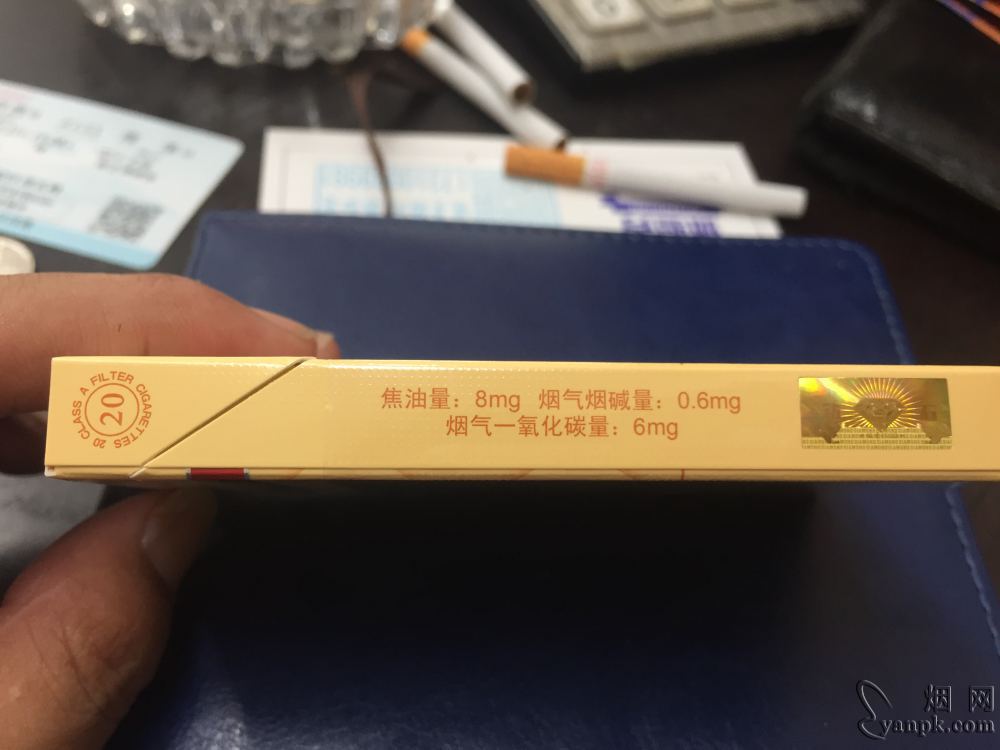 20 CLASS A FILTER CIGARETTES
20
焦油量：8mg 烟气烟碱量：0.6mg
烟气一氧化碳量：6mg
烟网
yanpk.com